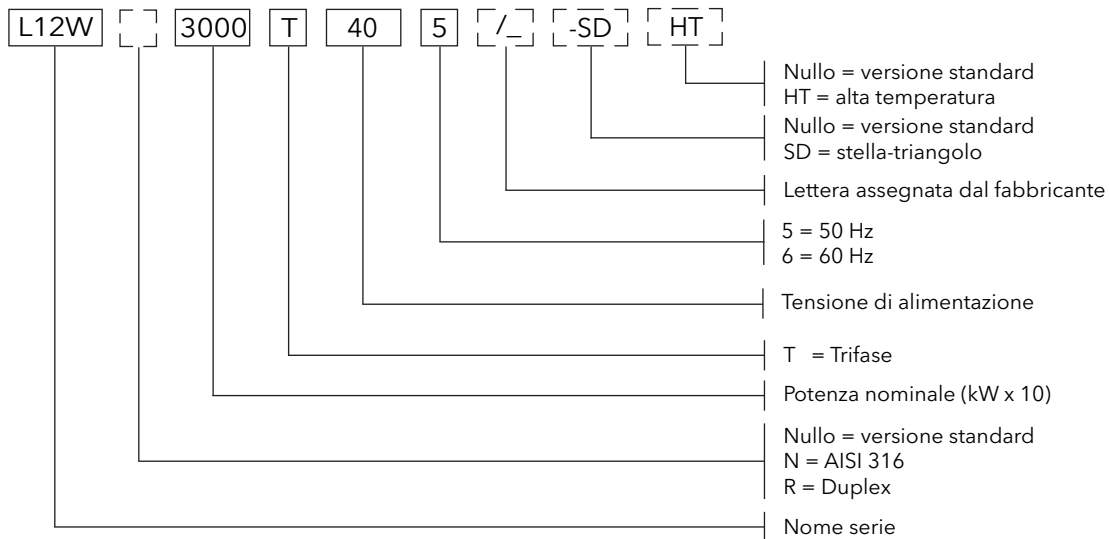 L12W 3000 T 40 5 /_ -SD HT
Nullo = versione standard
HT = alta temperatura
Nullo = versione standard
SD = stella-triangolo
Lettera assegnata dal fabbricante
5 = 50 Hz
6 = 60 Hz
Tensione di alimentazione
T = Trifase
Potenza nominale (kW x 10)
Nullo = versione standard
N = AISI 316
R = Duplex
Nome serie